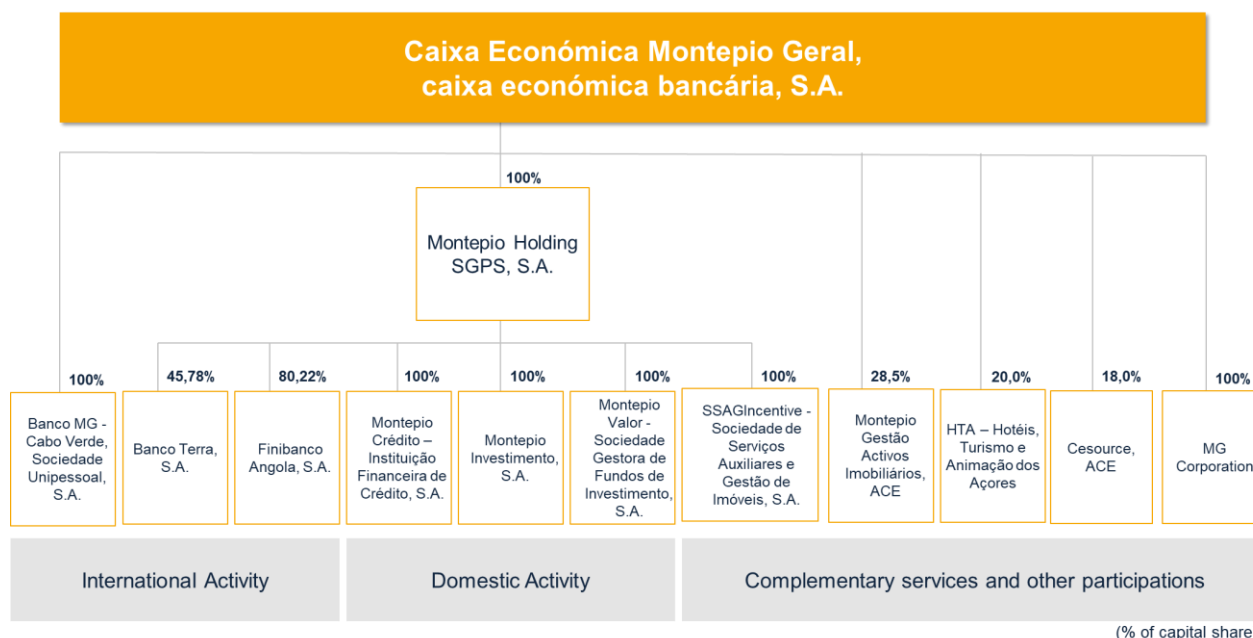 Caixa Económica Montepio Geral,
caixa económica bancária, S.A.
100%
Montepio Holding
SGPS, S.A.
100%
45,78%
80,22%
100%
100%
100%
100%
28,5%
20,0%
18,0%
100%
Banco MG -
Cabo Verde,
Sociedade
Unipessoal,
S.A.
Banco Terra,
S.A.
Finibanco
Angola, S.A.
Montepio
Crédito –
Instituição
Financeira de
Crédito, S.A.
Montepio
Investimento,
S.A.
Montepio
Valor -
Sociedade
Gestora de
Fundos de
Investimento,
S.A.
SSAGIncentive -
Sociedade de
Serviços
Auxiliares e
Gestão de
Imóveis, S.A.
Montepio
Gestão
Activos
Imobiliários,
ACE
HTA – Hotéis,
Turismo e
Animação dos
Açores
Cesource,
ACE
MG
Corporation
International Activity
Domestic Activity
Complementary services and other participations
(% of capital share